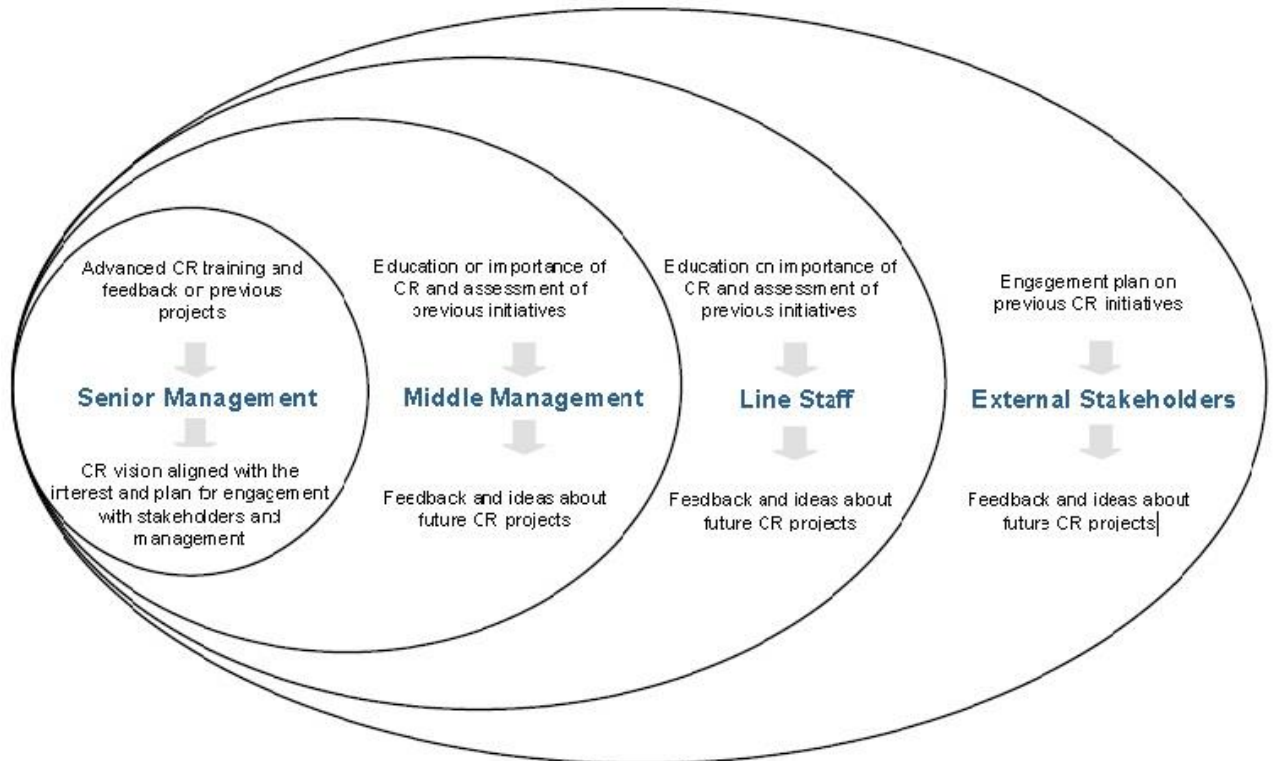 Advanced CR training and
feedback on previous
projects
Senior Management
CR vision aligned with the
interest and plan for engagement
with stakeholders and
management
Education on importance of
CR and assessment of
previous initiatives
Middle Management
Feedback and ideas about
future CR projects
Education on importance of
CR and assessment of
previous initiatives
Line Staff
Feedback and ideas about
future CR projects
Engagement plan on
previous CR initiatives
External Stakeholders
Feedback and ideas about
future CR projects